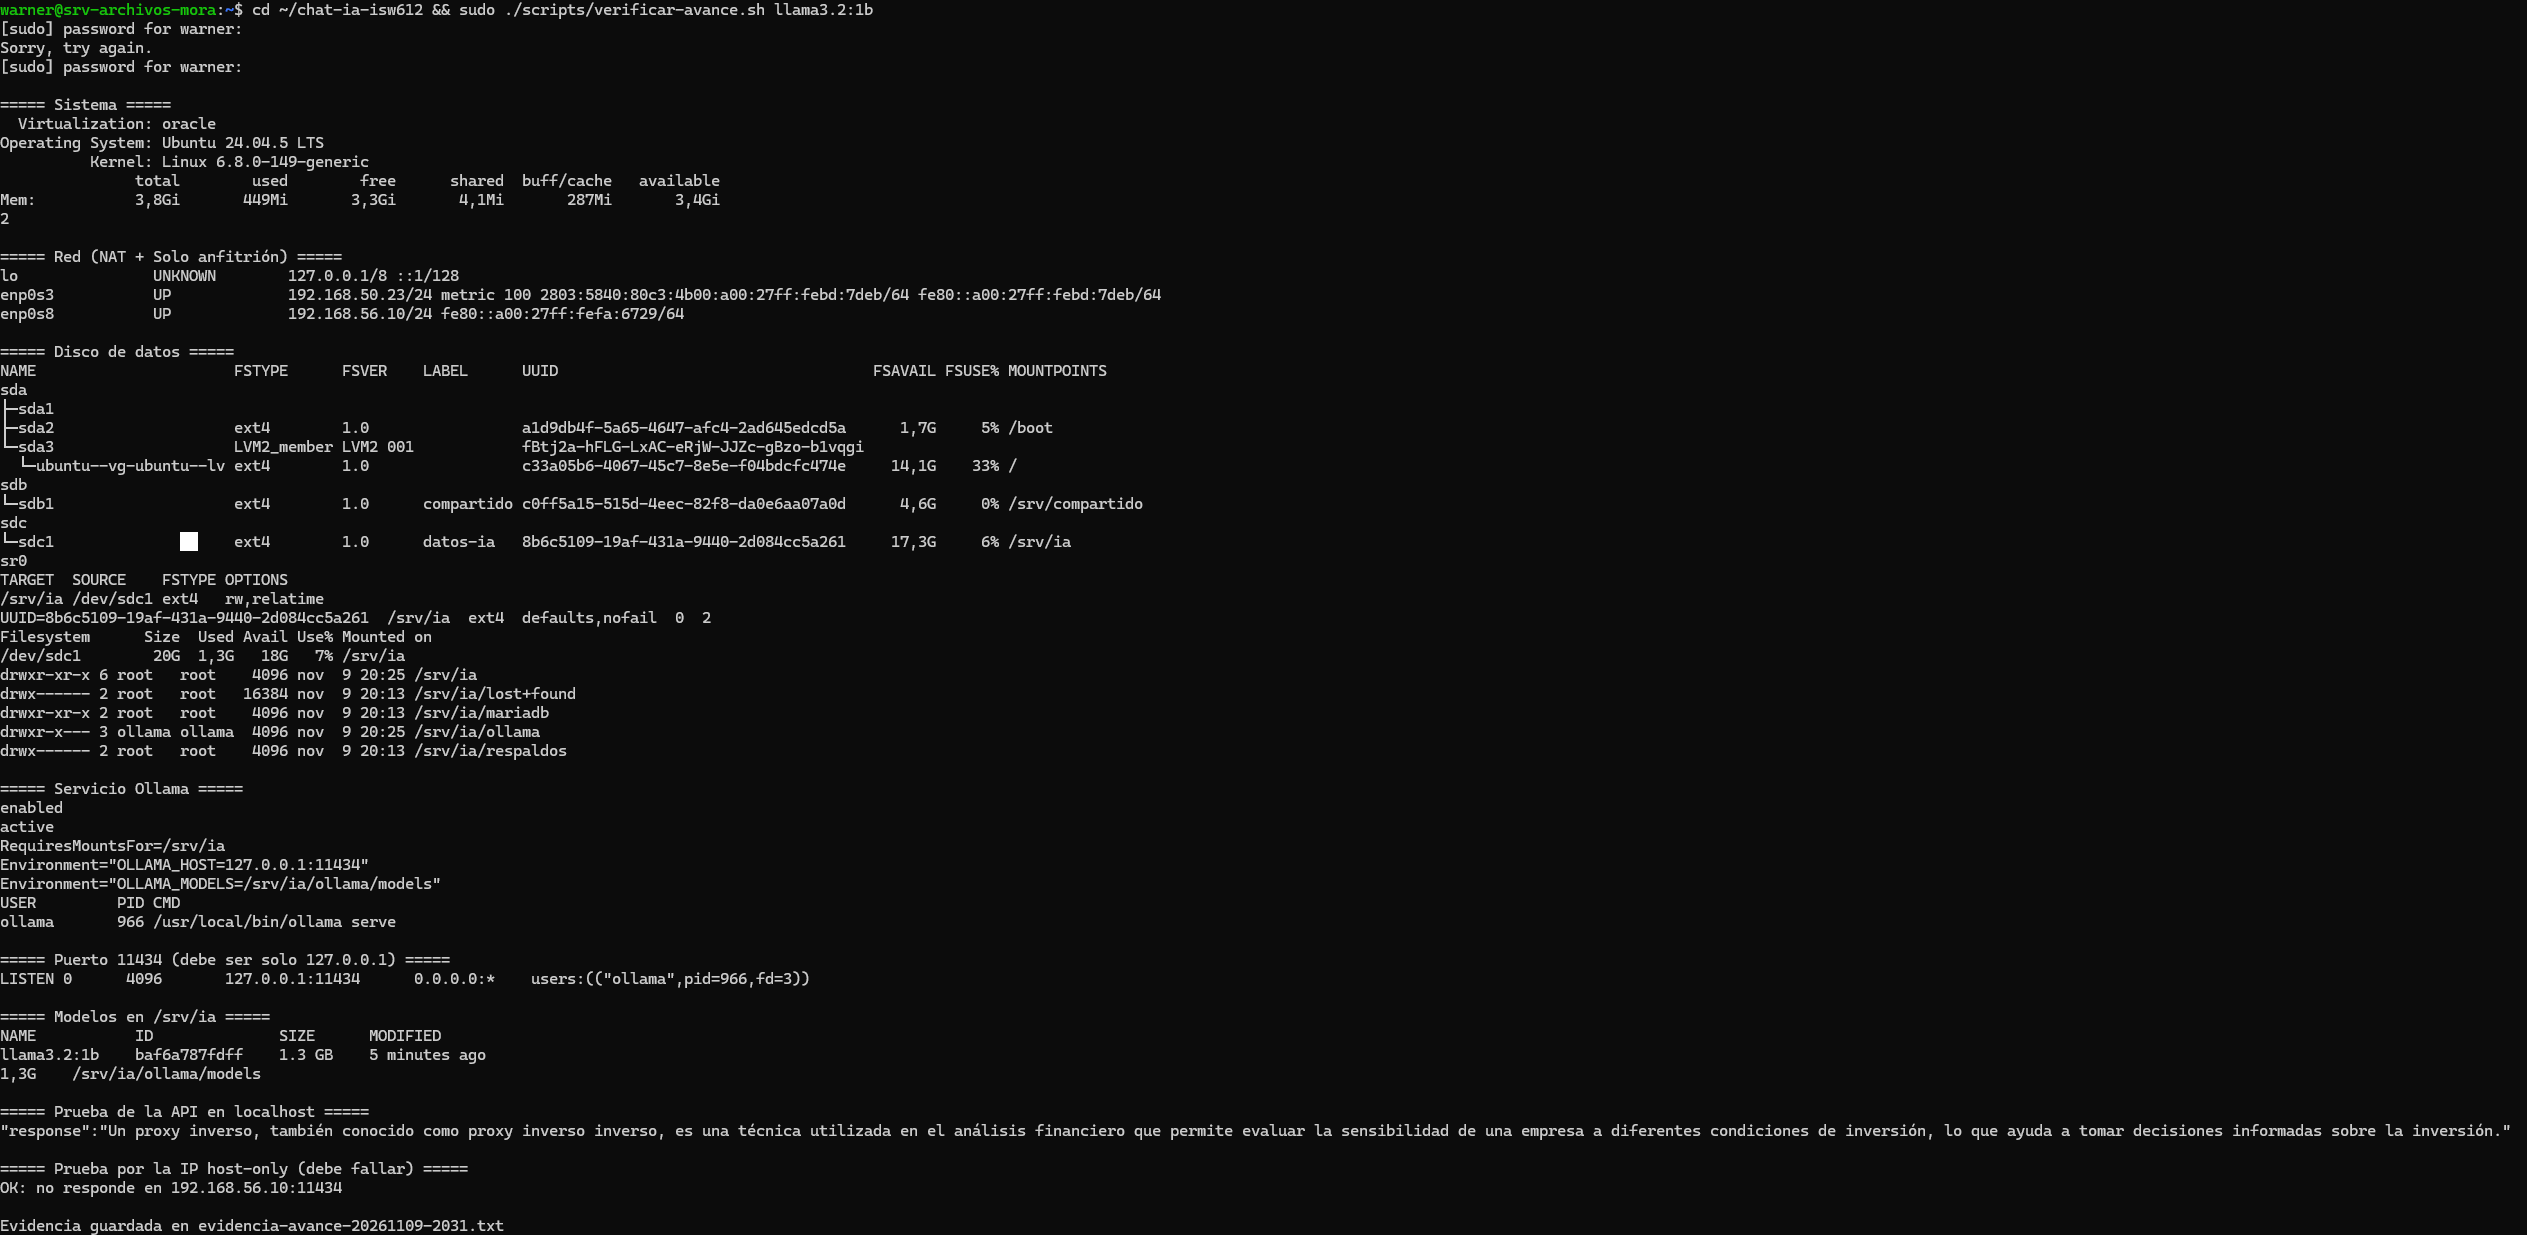 warner@srv-archivos-mora:~$ cd ~/chat-ia-isw612 && sudo ./scripts/verificar-avance.sh llama3.2:1b
[sudo] password for warner:
Sorry, try again.
[sudo] password for warner:

===== Sistema =====
  Virtualization: oracle
Operating System: Ubuntu 24.04.5 LTS
          Kernel: Linux 6.8.0-149-generic
               total        used        free      shared  buff/cache   available
Mem:           3,8Gi       449Mi       3,3Gi       4,1Mi       287Mi       3,4Gi
2

===== Red (NAT + Solo anfitrión) =====
lo               UNKNOWN        127.0.0.1/8 ::1/128
enp0s3           UP             192.168.50.23/24 metric 100 2803:5840:80c3:4b00:a00:27ff:febd:7deb/64 fe80::a00:27ff:febd:7deb/64
enp0s8           UP             192.168.56.10/24 fe80::a00:27ff:fefa:6729/64

===== Disco de datos =====
NAME                      FSTYPE      FSVER    LABEL      UUID                                   FSAVAIL FSUSE% MOUNTPOINTS
sda
├─sda1
├─sda2                    ext4        1.0                 a1d9db4f-5a65-4647-afc4-2ad645edcd5a      1,7G     5% /boot
└─sda3                    LVM2_member LVM2 001            fBtj2a-hFLG-LxAC-eRjW-JJZc-gBzo-b1vqgi
  └─ubuntu--vg-ubuntu--lv ext4        1.0                 c33a05b6-4067-45c7-8e5e-f04bdcfc474e     14,1G    33% /
sdb
└─sdb1                    ext4        1.0      compartido c0ff5a15-515d-4eec-82f8-da0e6aa07a0d      4,6G     0% /srv/compartido
sdc
└─sdc1                    ext4        1.0      datos-ia   8b6c5109-19af-431a-9440-2d084cc5a261     17,3G     6% /srv/ia
sr0
TARGET  SOURCE    FSTYPE OPTIONS
/srv/ia /dev/sdc1 ext4   rw,relatime
UUID=8b6c5109-19af-431a-9440-2d084cc5a261  /srv/ia  ext4  defaults,nofail  0  2
Filesystem      Size  Used Avail Use% Mounted on
/dev/sdc1        20G  1,3G   18G   7% /srv/ia
drwxr-xr-x 6 root   root    4096 nov  9 20:25 /srv/ia
drwx------ 2 root   root   16384 nov  9 20:13 /srv/ia/lost+found
drwxr-xr-x 2 root   root    4096 nov  9 20:13 /srv/ia/mariadb
drwxr-x--- 3 ollama ollama  4096 nov  9 20:25 /srv/ia/ollama
drwx------ 2 root   root    4096 nov  9 20:13 /srv/ia/respaldos

===== Servicio Ollama =====
enabled
active
RequiresMountsFor=/srv/ia
Environment="OLLAMA_HOST=127.0.0.1:11434"
Environment="OLLAMA_MODELS=/srv/ia/ollama/models"
USER         PID CMD
ollama       966 /usr/local/bin/ollama serve

===== Puerto 11434 (debe ser solo 127.0.0.1) =====
LISTEN 0      4096       127.0.0.1:11434      0.0.0.0:*    users:(("ollama",pid=966,fd=3))

===== Modelos en /srv/ia =====
NAME           ID              SIZE      MODIFIED
llama3.2:1b    baf6a787fdff    1.3 GB    5 minutes ago
1,3G    /srv/ia/ollama/models

===== Prueba de la API en localhost =====
"response":"Un proxy inverso, también conocido como proxy inverso inverso, es una técnica utilizada en el análisis financiero que permite evaluar la sensibilidad de una empresa a diferentes condiciones de inversión, lo que ayuda a tomar decisiones informadas sobre la inversión."

===== Prueba por la IP host-only (debe fallar) =====
OK: no responde en 192.168.56.10:11434

Evidencia guardada en evidencia-avance-20261109-2031.txt